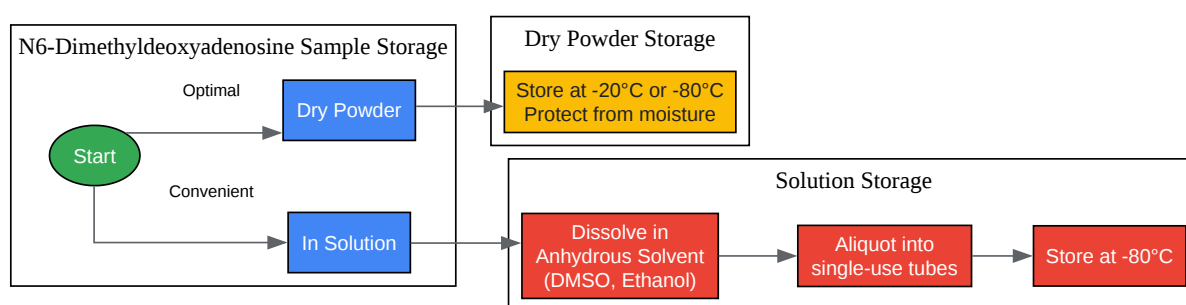 N6-Dimethyldeoxyadenosine Sample Storage
Optimal
Dry Powder
Start
Convenient
In Solution
Dry Powder Storage
Store at -20°C or -80°C
Protect from moisture
Solution Storage
Dissolve in
Anhydrous Solvent
(DMSO, Ethanol)
Aliquot into
single-use tubes
Store at -80°C